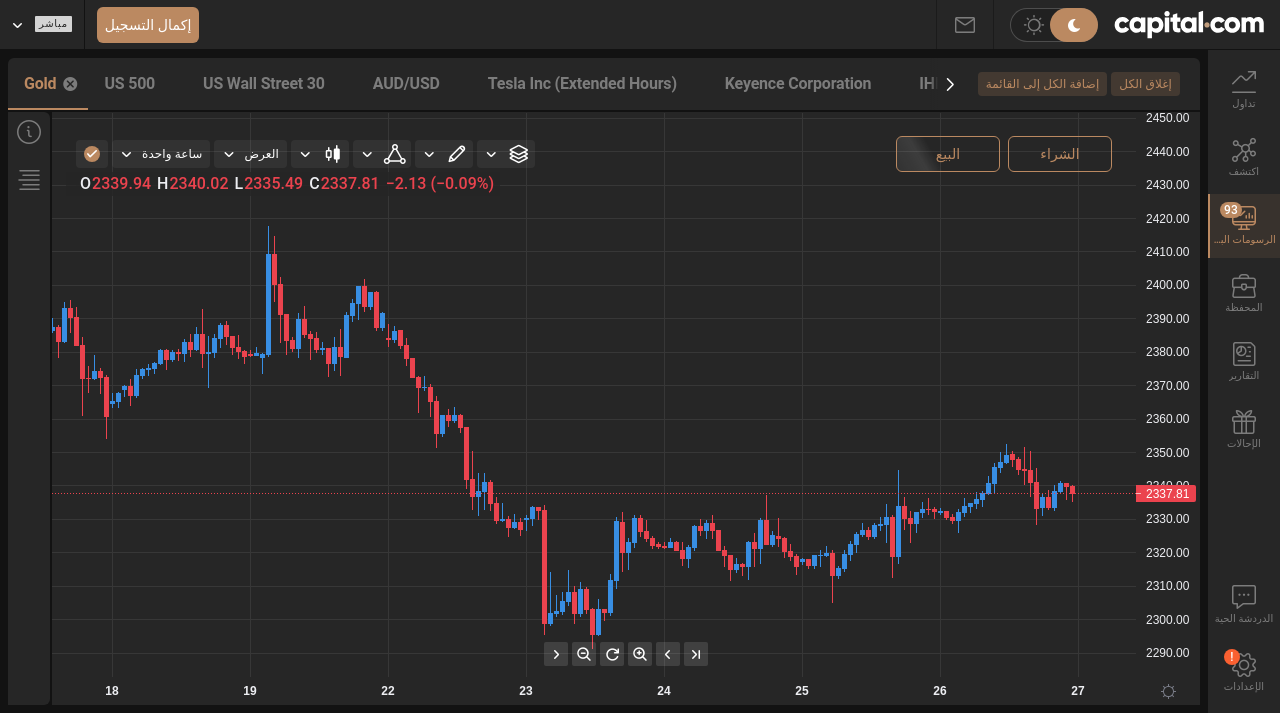 مباشر
إكمال التسجيل
capital.com
Gold
US 500
US Wall Street 30
AUD/USD
Tesla Inc (Extended Hours)
Keyence Corporation
إضافة الكل إلى القائمة
إغلاق الكل
ساعة واحدة
العرض
البيع
الشراء
O2339.94 H2340.02 L2335.49 C2337.81 −2.13 (−0.09%)
2450.00
2440.00
2430.00
2420.00
2410.00
2400.00
2390.00
2380.00
2370.00
2360.00
2350.00
2340.00
2337.81
2330.00
2320.00
2310.00
2300.00
2290.00
18
19
22
23
24
25
26
27
تداول
اكتشف
93
الرسومات البـ...
المحفظة
التقارير
الإحالات
الدردشة الحية
!
الإعدادات